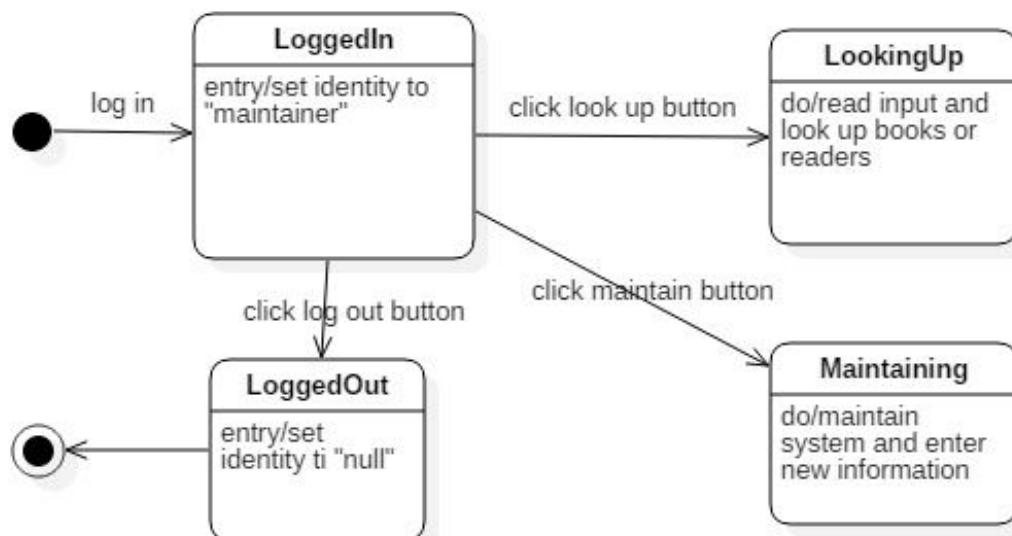 LoggedIn
entry/set identity to
"maintainer"
log in
click look up button
LookingUp
do/read input and
look up books or
readers
click maintain button
click log out button
LoggedOut
entry/set
identity ti "null"
Maintaining
do/maintain
system and enter
new information